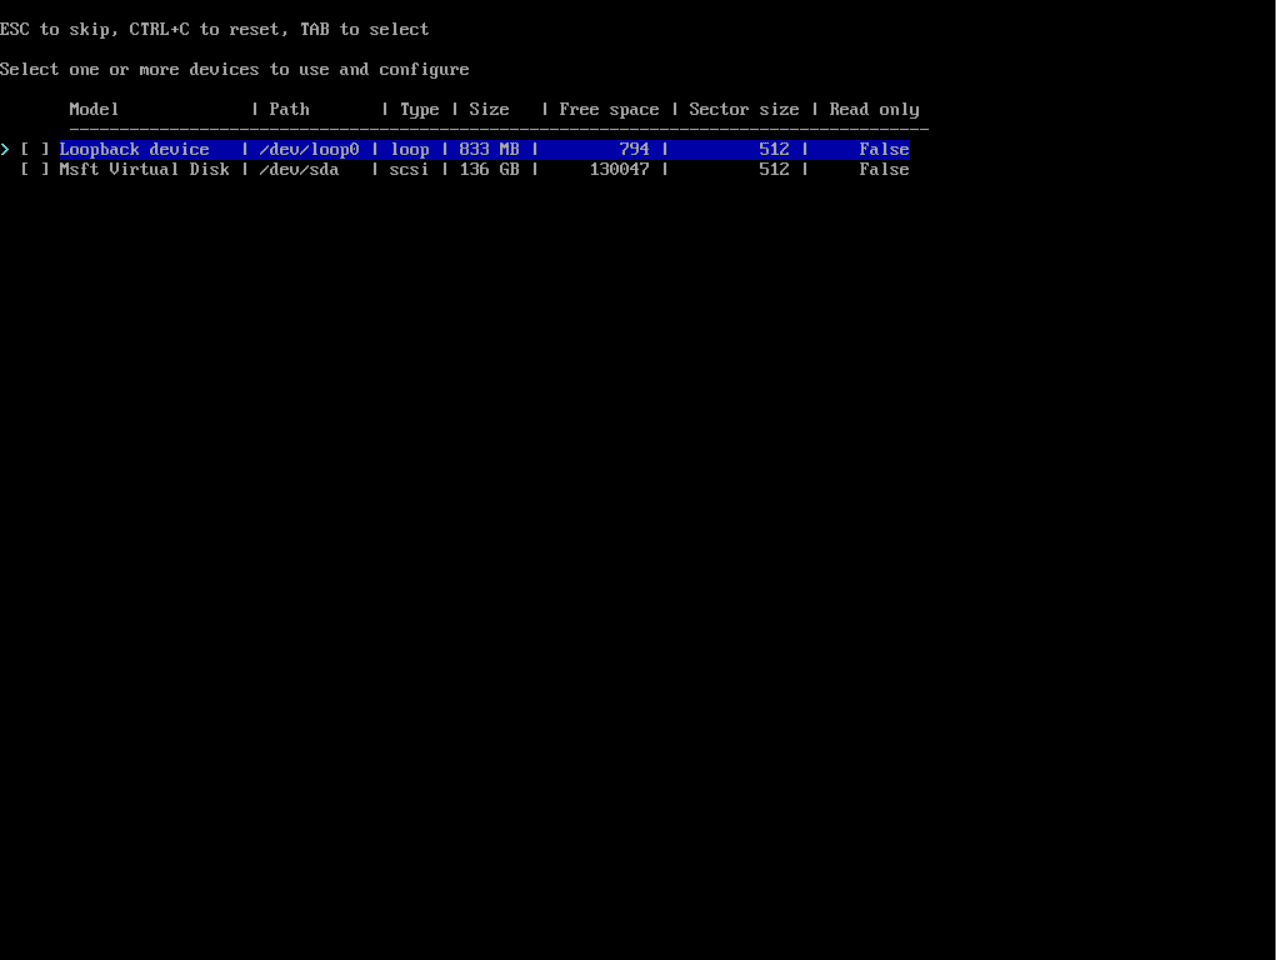 ESC to skip, CTRL+C to reset, TAB to select
Select one or more devices to use and configure
Model | Path | Type | Size | Free space | Sector size | Read only
--------------------------------------------------------------------------------------
> [ ] Loopback device | /dev/loop0 | loop | 833 MB | 794 | 512 | False
[ ] Msft Virtual Disk | /dev/sda | scsi | 136 GB | 130047 | 512 | False